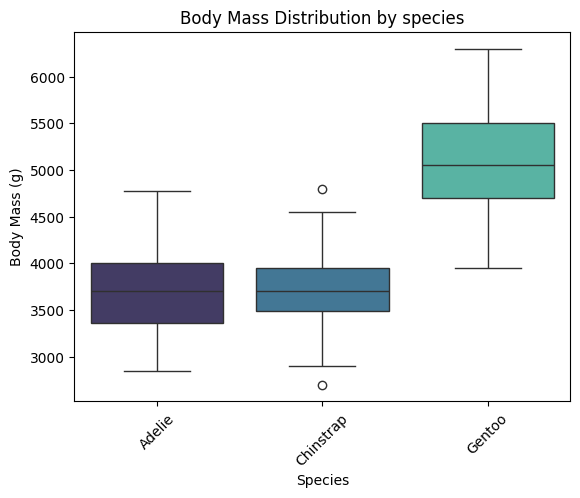 Body Mass Distribution by species
Body Mass (g)
6000
5500
5000
4500
4000
3500
3000
Adelie
Chinstrap
Gentoo
Species